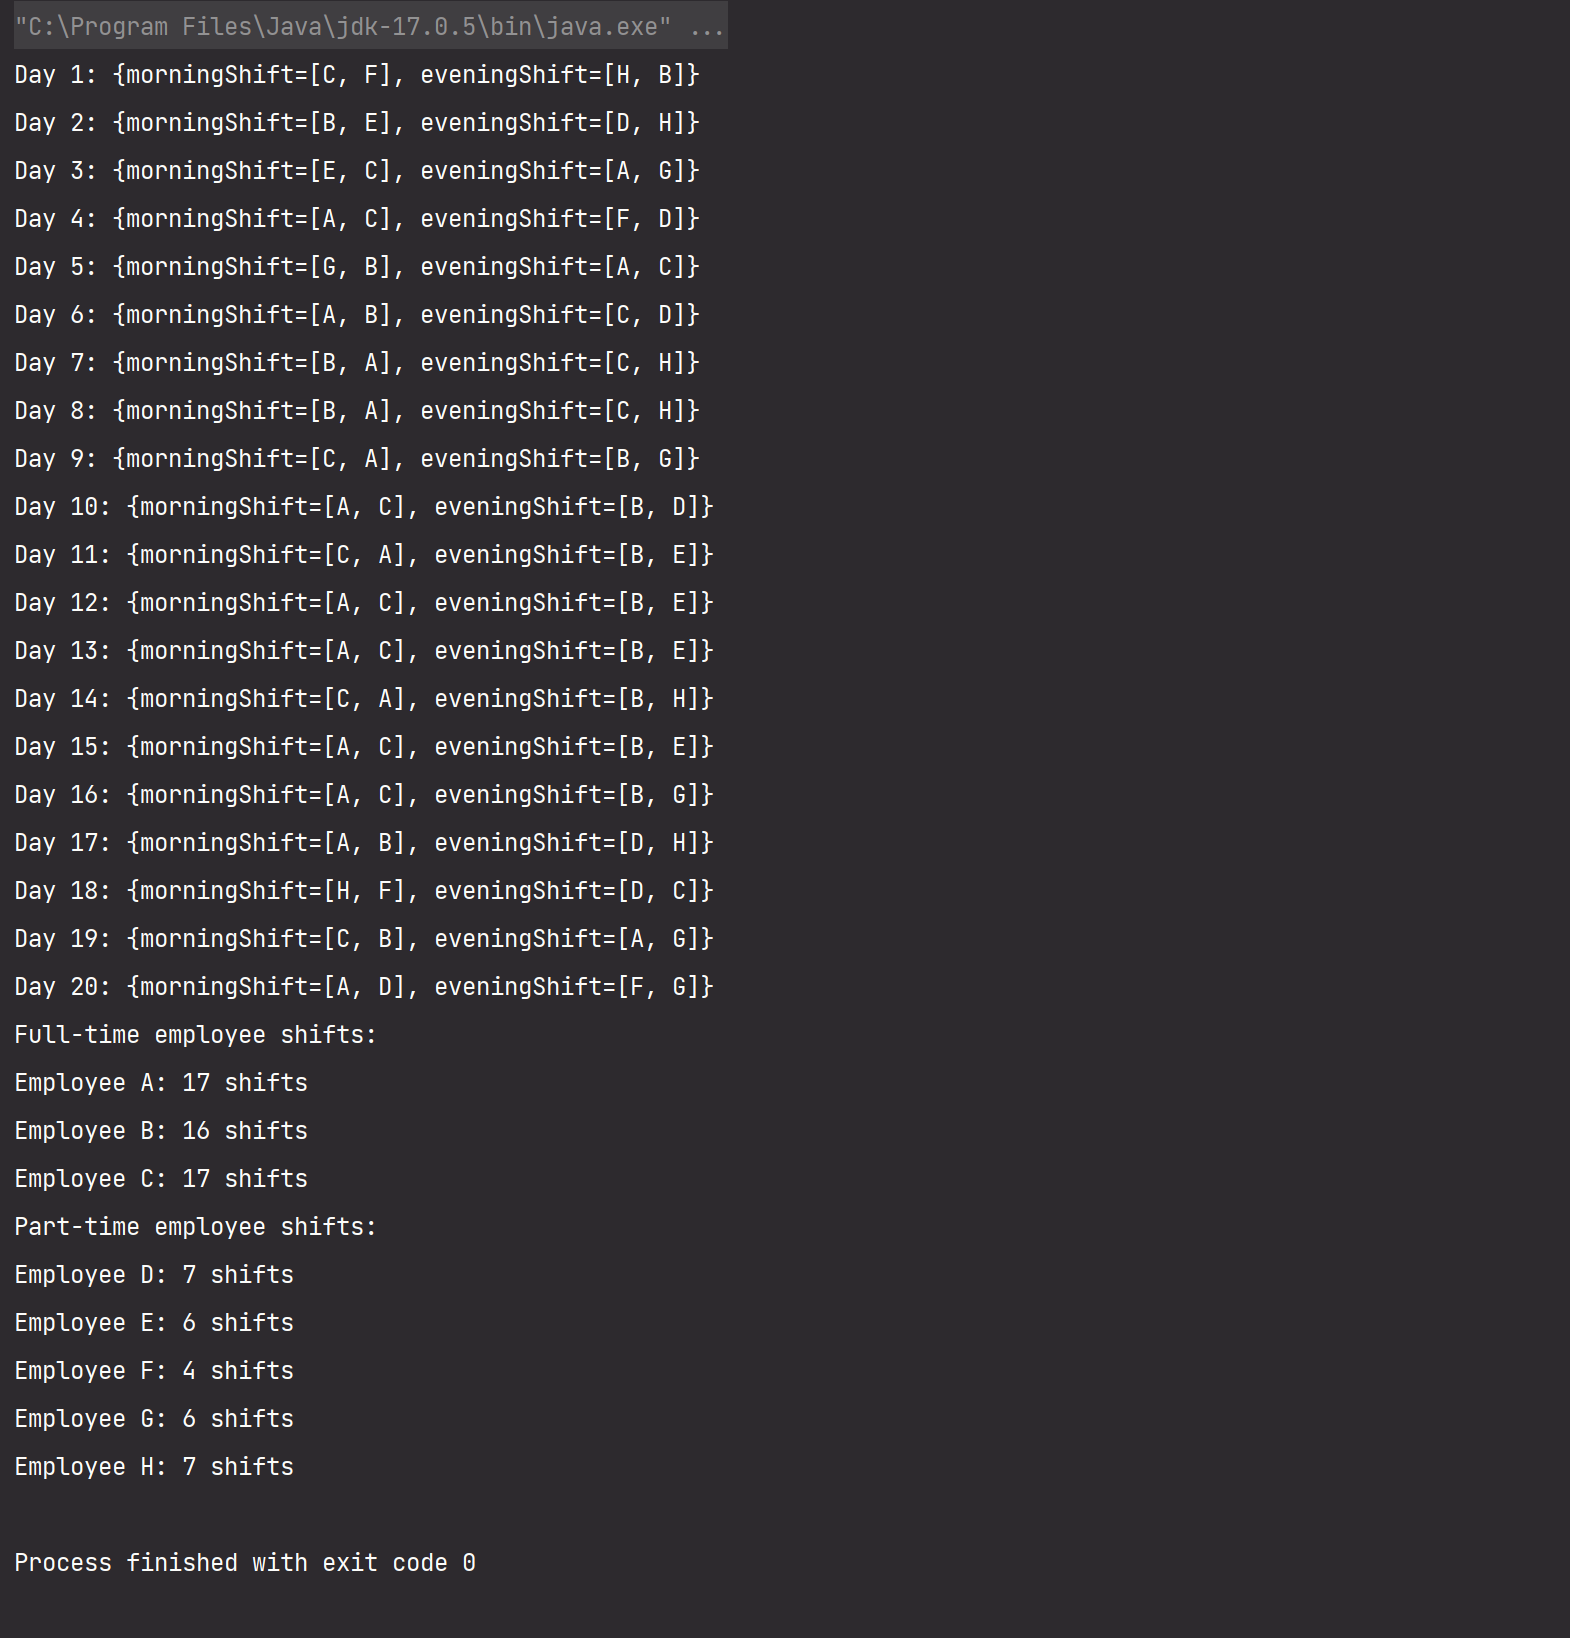 "C:\Program Files\Java\jdk-17.0.5\bin\java.exe" ...
Day 1: {morningShift=[C, F], eveningShift=[H, B]}
Day 2: {morningShift=[B, E], eveningShift=[D, H]}
Day 3: {morningShift=[E, C], eveningShift=[A, G]}
Day 4: {morningShift=[A, C], eveningShift=[F, D]}
Day 5: {morningShift=[G, B], eveningShift=[A, C]}
Day 6: {morningShift=[A, B], eveningShift=[C, D]}
Day 7: {morningShift=[B, A], eveningShift=[C, H]}
Day 8: {morningShift=[B, A], eveningShift=[C, H]}
Day 9: {morningShift=[C, A], eveningShift=[B, G]}
Day 10: {morningShift=[A, C], eveningShift=[B, D]}
Day 11: {morningShift=[C, A], eveningShift=[B, E]}
Day 12: {morningShift=[A, C], eveningShift=[B, E]}
Day 13: {morningShift=[A, C], eveningShift=[B, E]}
Day 14: {morningShift=[C, A], eveningShift=[B, H]}
Day 15: {morningShift=[A, C], eveningShift=[B, E]}
Day 16: {morningShift=[A, C], eveningShift=[B, G]}
Day 17: {morningShift=[A, B], eveningShift=[D, H]}
Day 18: {morningShift=[H, F], eveningShift=[D, C]}
Day 19: {morningShift=[C, B], eveningShift=[A, G]}
Day 20: {morningShift=[A, D], eveningShift=[F, G]}
Full-time employee shifts:
Employee A: 17 shifts
Employee B: 16 shifts
Employee C: 17 shifts
Part-time employee shifts:
Employee D: 7 shifts
Employee E: 6 shifts
Employee F: 4 shifts
Employee G: 6 shifts
Employee H: 7 shifts
Process finished with exit code 0